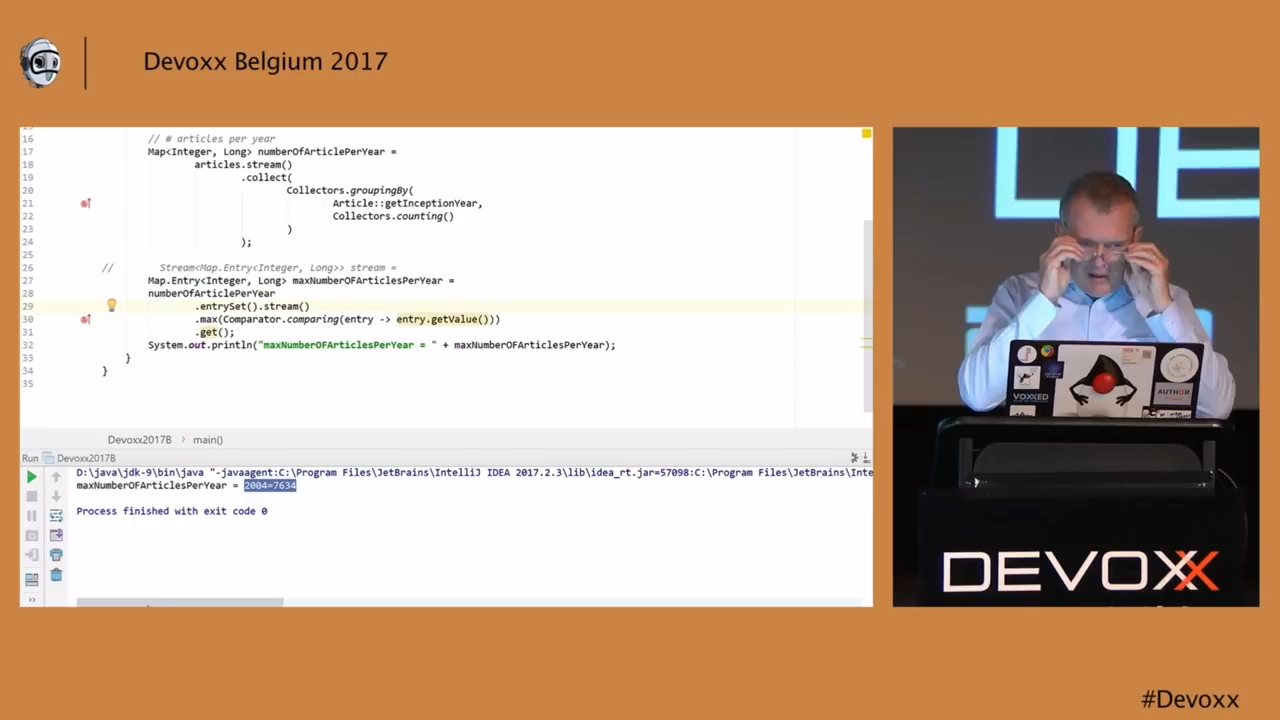 Devoxx Belgium 2017
16 // # articles per year
17 Map<Integer, Long> numberOfArticlePerYear =
18 articles.stream()
19 .collect(
20 Collectors.groupingBy(
21 Article::getInceptionYear,
22 Collectors.counting()
23 )
24 );
25
26 // Stream<Map.Entry<Integer, Long>> stream =
27 Map.Entry<Integer, Long> maxNumberOFArticlesPerYear =
28 numberOfArticlePerYear
29 .entrySet().stream()
30 .max(Comparator.comparing(entry -> entry.getValue()))
31 .get();
32 System.out.println("maxNumberOFArticlesPerYear = " + maxNumberOFArticlesPerYear);
33 }
34 }
35
Devoxx2017B > main()
Run Devoxx2017B
D:\java\jdk-9\bin\java "-javaagent:C:\Program Files\JetBrains\IntelliJ IDEA 2017.2.3\lib\idea_rt.jar=57098:C:\Program Files\JetBrains\Inte
maxNumberOFArticlesPerYear = 2004=7634
Process finished with exit code 0
VOXXED
AUTHOR
DEVOXX
#Devoxx